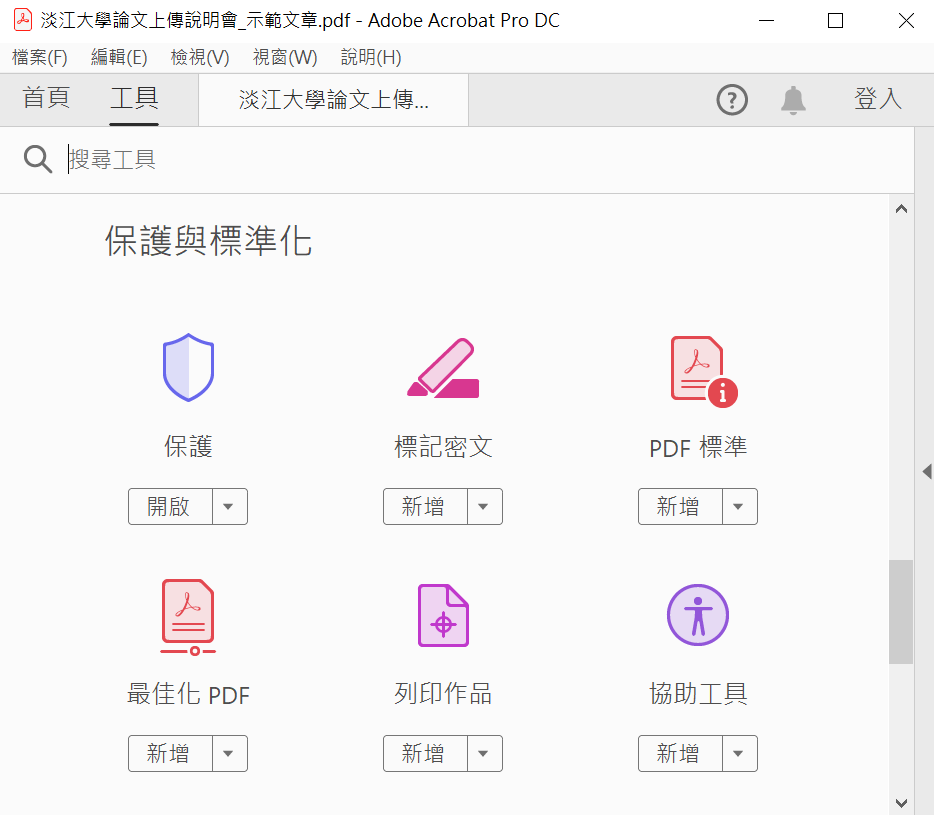 淡江大學論文上傳說明會_示範文章.pdf - Adobe Acrobat Pro DC
檔案(F) 編輯(E) 檢視(V) 視窗(W) 說明(H)
首頁 工具 淡江大學論文上傳... ? 登入
搜尋工具
保護與標準化
保護 標記密文 PDF 標準
開啟 新增 新增
最佳化 PDF 列印作品 協助工具
新增 新增 新增